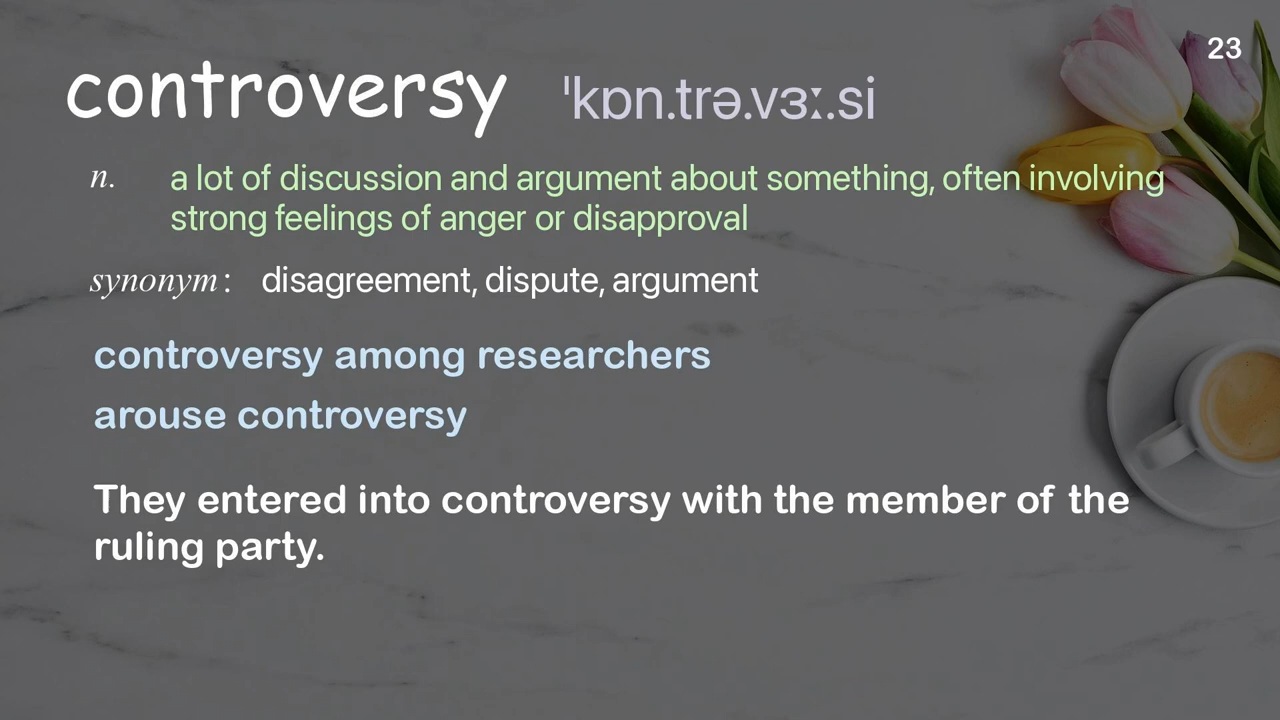 23
controversy ˈkɒn.trə.vɜː.si
n. a lot of discussion and argument about something, often involving
strong feelings of anger or disapproval
synonym: disagreement, dispute, argument
controversy among researchers
arouse controversy
They entered into controversy with the member of the
ruling party.